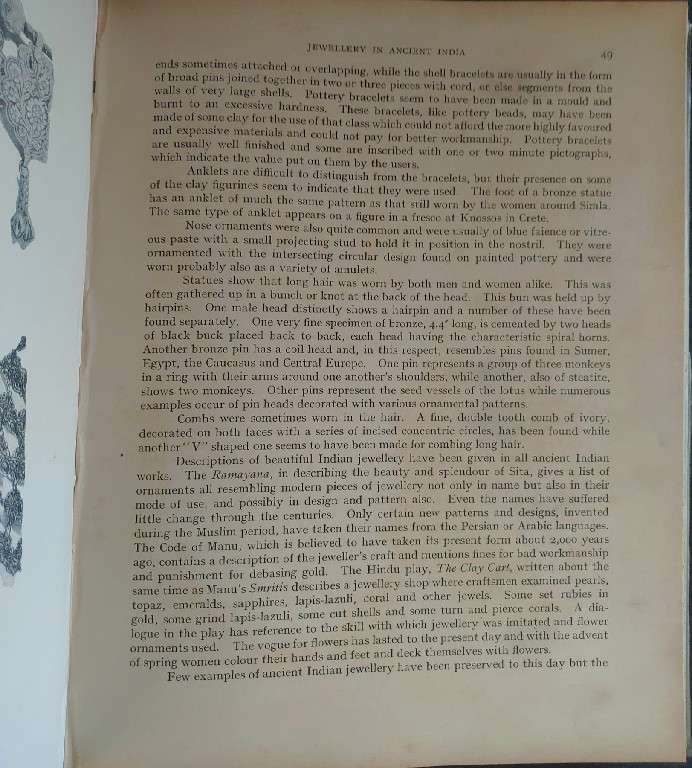 JEWELLERY IN ANCIENT INDIA 49
ends sometimes attached or overlapping, while the shell bracelets are usually in the form
of broad pins joined together in two or three pieces with cord, or else segments from the
walls of very large shells. Pottery bracelets seem to have been made in a mould and
burnt to an excessive hardness. These bracelets, like pottery beads, may have been
made of some clay for the use of that class which could not afford the more highly favoured
and expensive materials and could not pay for better workmanship. Pottery bracelets
are usually well finished and some are inscribed with one or two minute pictographs,
which indicate the value put on them by the users.
Anklets are difficult to distinguish from the bracelets, but their presence on some
of the clay figurines seem to indicate that they were used. The foot of a bronze statue
has an anklet of much the same pattern as that still worn by the women around Simla.
The same type of anklet appears on a figure in a fresco at Knossos in Crete.
Nose ornaments were also quite common and were usually of blue faience or vitre-
ous paste with a small projecting stud to hold it in position in the nostril. They were
ornamented with the intersecting circular design found on painted pottery and were
worn probably also as a variety of amulets.
Statues show that long hair was worn by both men and women alike. This was
often gathered up in a bunch or knot at the back of the head. This bun was held up by
hairpins. One male head distinctly shows a hairpin and a number of these have been
found separately. One very fine specimen of bronze, 4.4″ long, is cemented by two heads
of black buck placed back to back, each head having the characteristic spiral horns.
Another bronze pin has a coil head and, in this respect, resembles pins found in Sumer,
Egypt, the Caucasus and Central Europe. One pin represents a group of three monkeys
in a ring with their arms around one another's shoulders, while another, also of steatite,
shows two monkeys. Other pins represent the seed vessels of the lotus while numerous
examples occur of pin heads decorated with various ornamental patterns.
Combs were sometimes worn in the hair. A fine, double tooth comb of ivory,
decorated on both faces with a series of incised concentric circles, has been found while
another "V" shaped one seems to have been made for combing long hair.
Descriptions of beautiful Indian jewellery have been given in all ancient Indian
works. The Ramayana, in describing the beauty and splendour of Sita, gives a list of
ornaments all resembling modern pieces of jewellery not only in name but also in their
mode of use, and possibly in design and pattern also. Even the names have suffered
little change through the centuries. Only certain new patterns and designs, invented
during the Muslim period, have taken their names from the Persian or Arabic languages.
The Code of Manu, which is believed to have taken its present form about 2,000 years
ago, contains a description of the jeweller's craft and mentions fines for bad workmanship
and punishment for debasing gold. The Hindu play, The Clay Cart, written about the
same time as Manu's Smritis describes a jewellery shop where craftsmen examined pearls,
topaz, emeralds, sapphires, lapis-lazuli, coral and other jewels. Some set rubies in
gold, some grind lapis-lazuli, some cut shells and some turn and pierce corals. A dia-
logue in the play has reference to the skill with which jewellery was imitated and flower
ornaments used. The vogue for flowers has lasted to the present day and with the advent
of spring women colour their hands and feet and deck themselves with flowers.
Few examples of ancient Indian jewellery have been preserved to this day but the